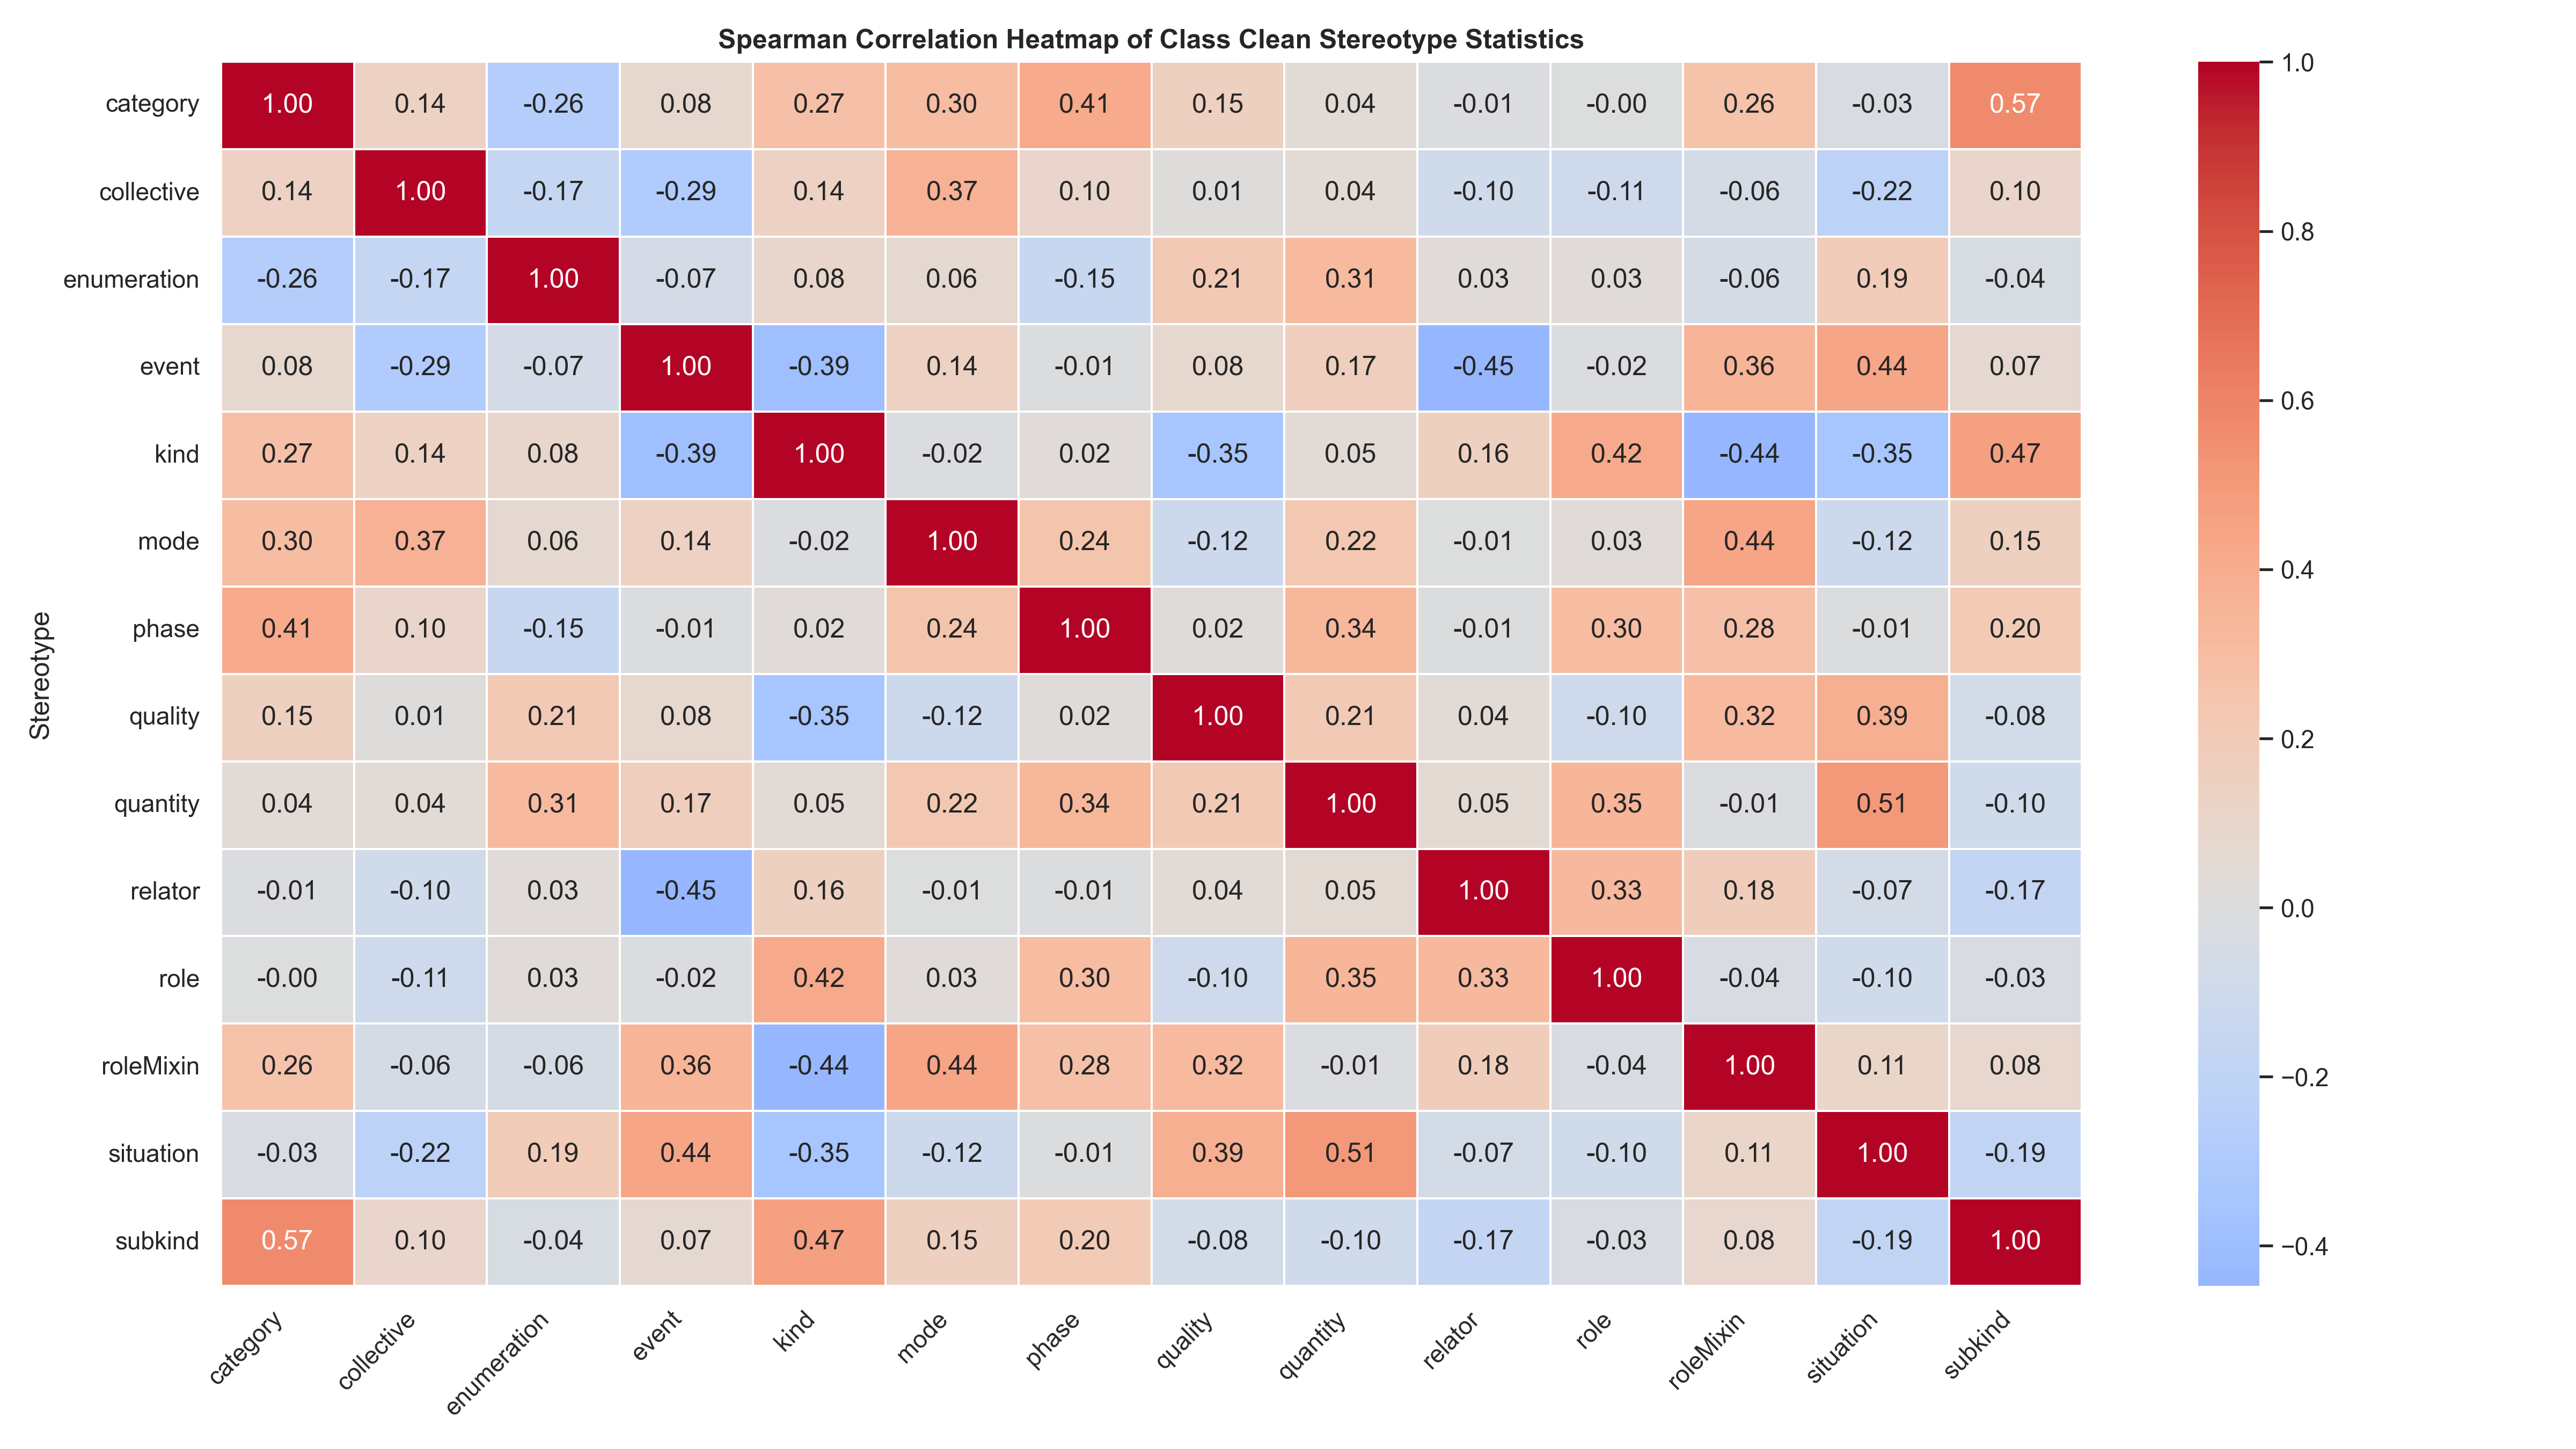 Spearman Correlation Heatmap of Class Clean Stereotype Statistics
Stereotype
category 1.00 0.14 -0.26 0.08 0.27 0.30 0.41 0.15 0.04 -0.01 -0.00 0.26 -0.03 0.57
collective 0.14 1.00 -0.17 -0.29 0.14 0.37 0.10 0.01 0.04 -0.10 -0.11 -0.06 -0.22 0.10
enumeration -0.26 -0.17 1.00 -0.07 0.08 0.06 -0.15 0.21 0.31 0.03 0.03 -0.06 0.19 -0.04
event 0.08 -0.29 -0.07 1.00 -0.39 0.14 -0.01 0.08 0.17 -0.45 -0.02 0.36 0.44 0.07
kind 0.27 0.14 0.08 -0.39 1.00 -0.02 0.02 -0.35 0.05 0.16 0.42 -0.44 -0.35 0.47
mode 0.30 0.37 0.06 0.14 -0.02 1.00 0.24 -0.12 0.22 -0.01 0.03 0.44 -0.12 0.15
phase 0.41 0.10 -0.15 -0.01 0.02 0.24 1.00 0.02 0.34 -0.01 0.30 0.28 -0.01 0.20
quality 0.15 0.01 0.21 0.08 -0.35 -0.12 0.02 1.00 0.21 0.04 -0.10 0.32 0.39 -0.08
quantity 0.04 0.04 0.31 0.17 0.05 0.22 0.34 0.21 1.00 0.05 0.35 -0.01 0.51 -0.10
relator -0.01 -0.10 0.03 -0.45 0.16 -0.01 -0.01 0.04 0.05 1.00 0.33 0.18 -0.07 -0.17
role -0.00 -0.11 0.03 -0.02 0.42 0.03 0.30 -0.10 0.35 0.33 1.00 -0.04 -0.10 -0.03
roleMixin 0.26 -0.06 -0.06 0.36 -0.44 0.44 0.28 0.32 -0.01 0.18 -0.04 1.00 0.11 0.08
situation -0.03 -0.22 0.19 0.44 -0.35 -0.12 -0.01 0.39 0.51 -0.07 -0.10 0.11 1.00 -0.19
subkind 0.57 0.10 -0.04 0.07 0.47 0.15 0.20 -0.08 -0.10 -0.17 -0.03 0.08 -0.19 1.00
category collective enumeration event kind mode phase quality quantity relator role roleMixin situation subkind
1.0
0.8
0.6
0.4
0.2
0.0
−0.2
−0.4